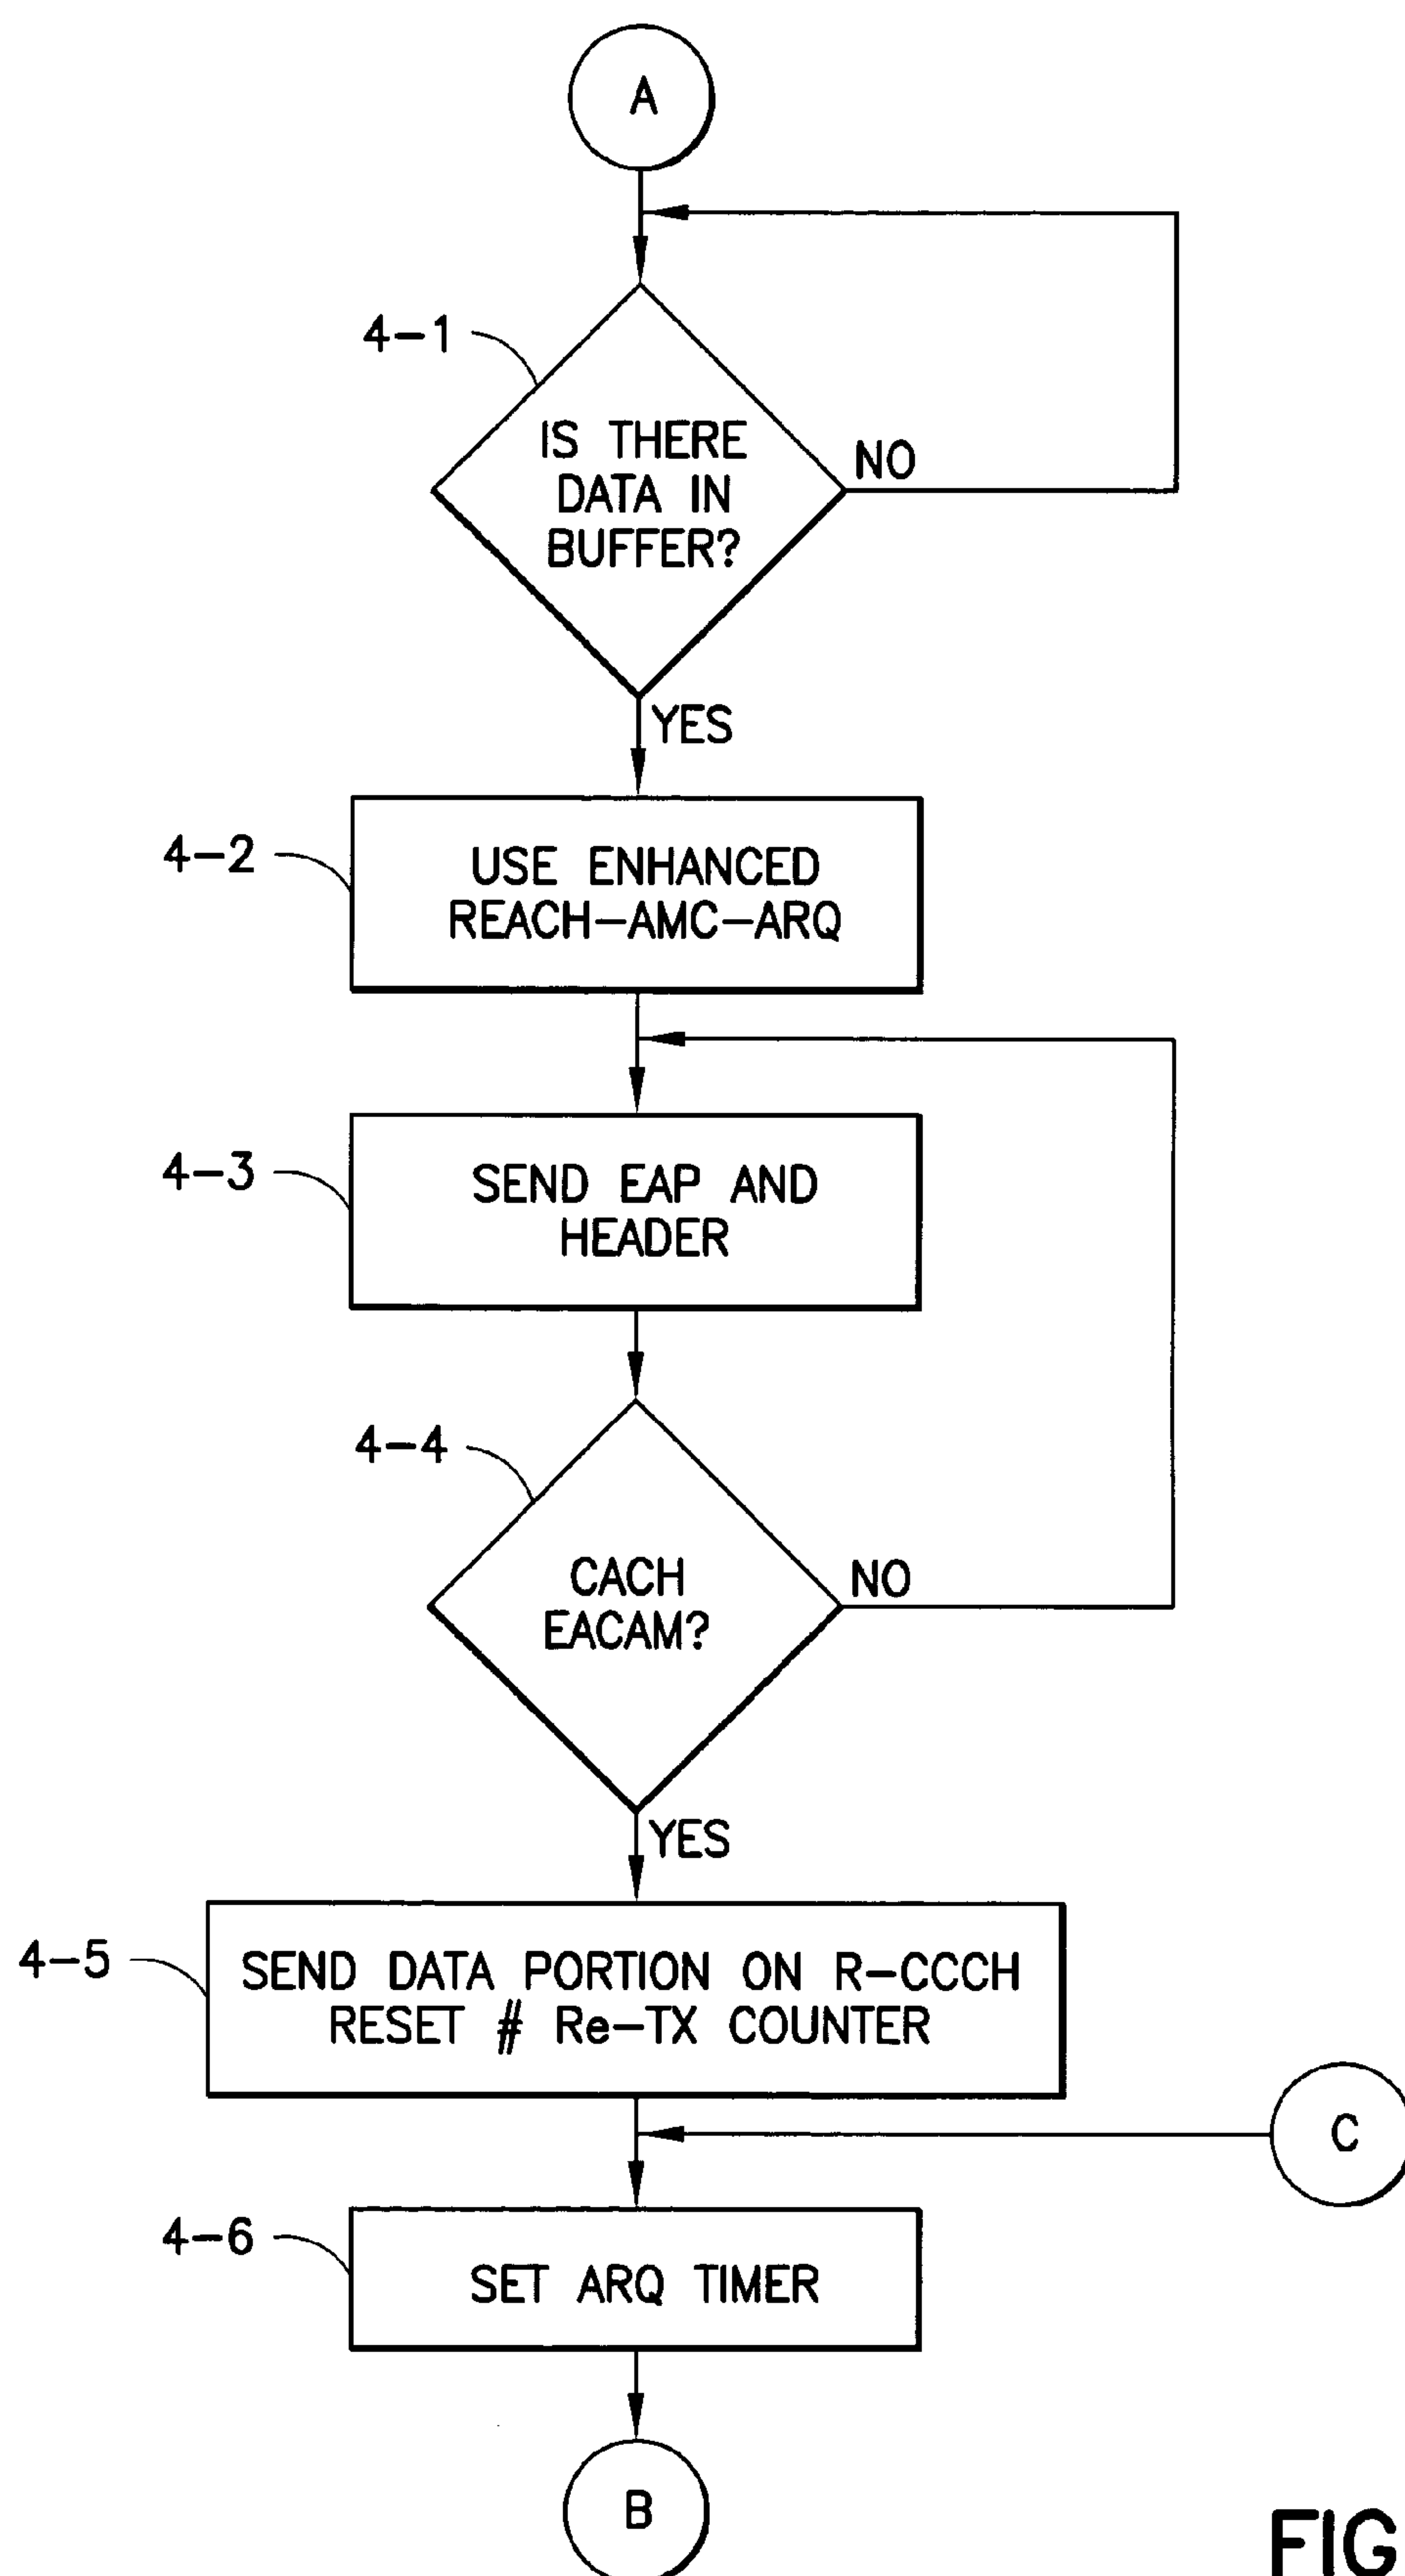 A
4-1
IS THERE
DATA IN
BUFFER?
NO
YES
4-2
USE ENHANCED
REACH-AMC-ARQ
4-3
SEND EAP AND
HEADER
4-4
CACH
EACAM?
NO
YES
4-5
SEND DATA PORTION ON R-CCCH
RESET # Re-TX COUNTER
C
4-6
SET ARQ TIMER
B
FIG